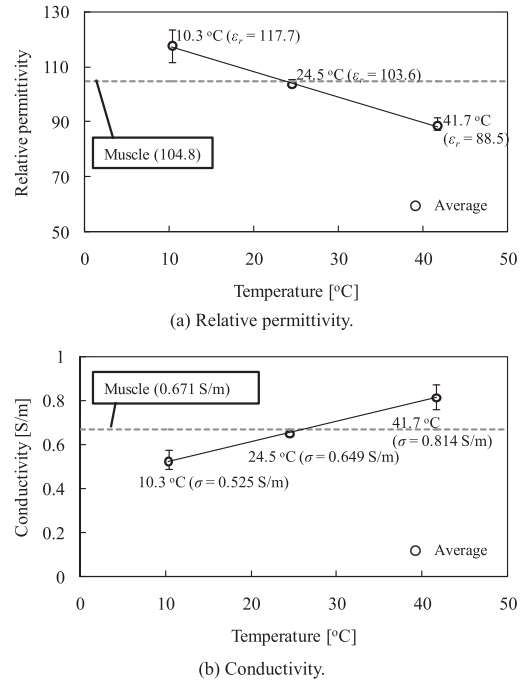 130
110
90
70
50
Relative permittivity
10.3 °C (εr = 117.7)
24.5 °C (εr = 103.6)
41.7 °C
(εr = 88.5)
Muscle (104.8)
Average
0 10 20 30 40 50
Temperature [°C]
(a) Relative permittivity.
1
0.8
0.6
0.4
0.2
0
Conductivity [S/m]
Muscle (0.671 S/m)
41.7 °C
(σ = 0.814 S/m)
24.5 °C (σ = 0.649 S/m)
10.3 °C (σ = 0.525 S/m)
Average
0 10 20 30 40 50
Temperature [°C]
(b) Conductivity.